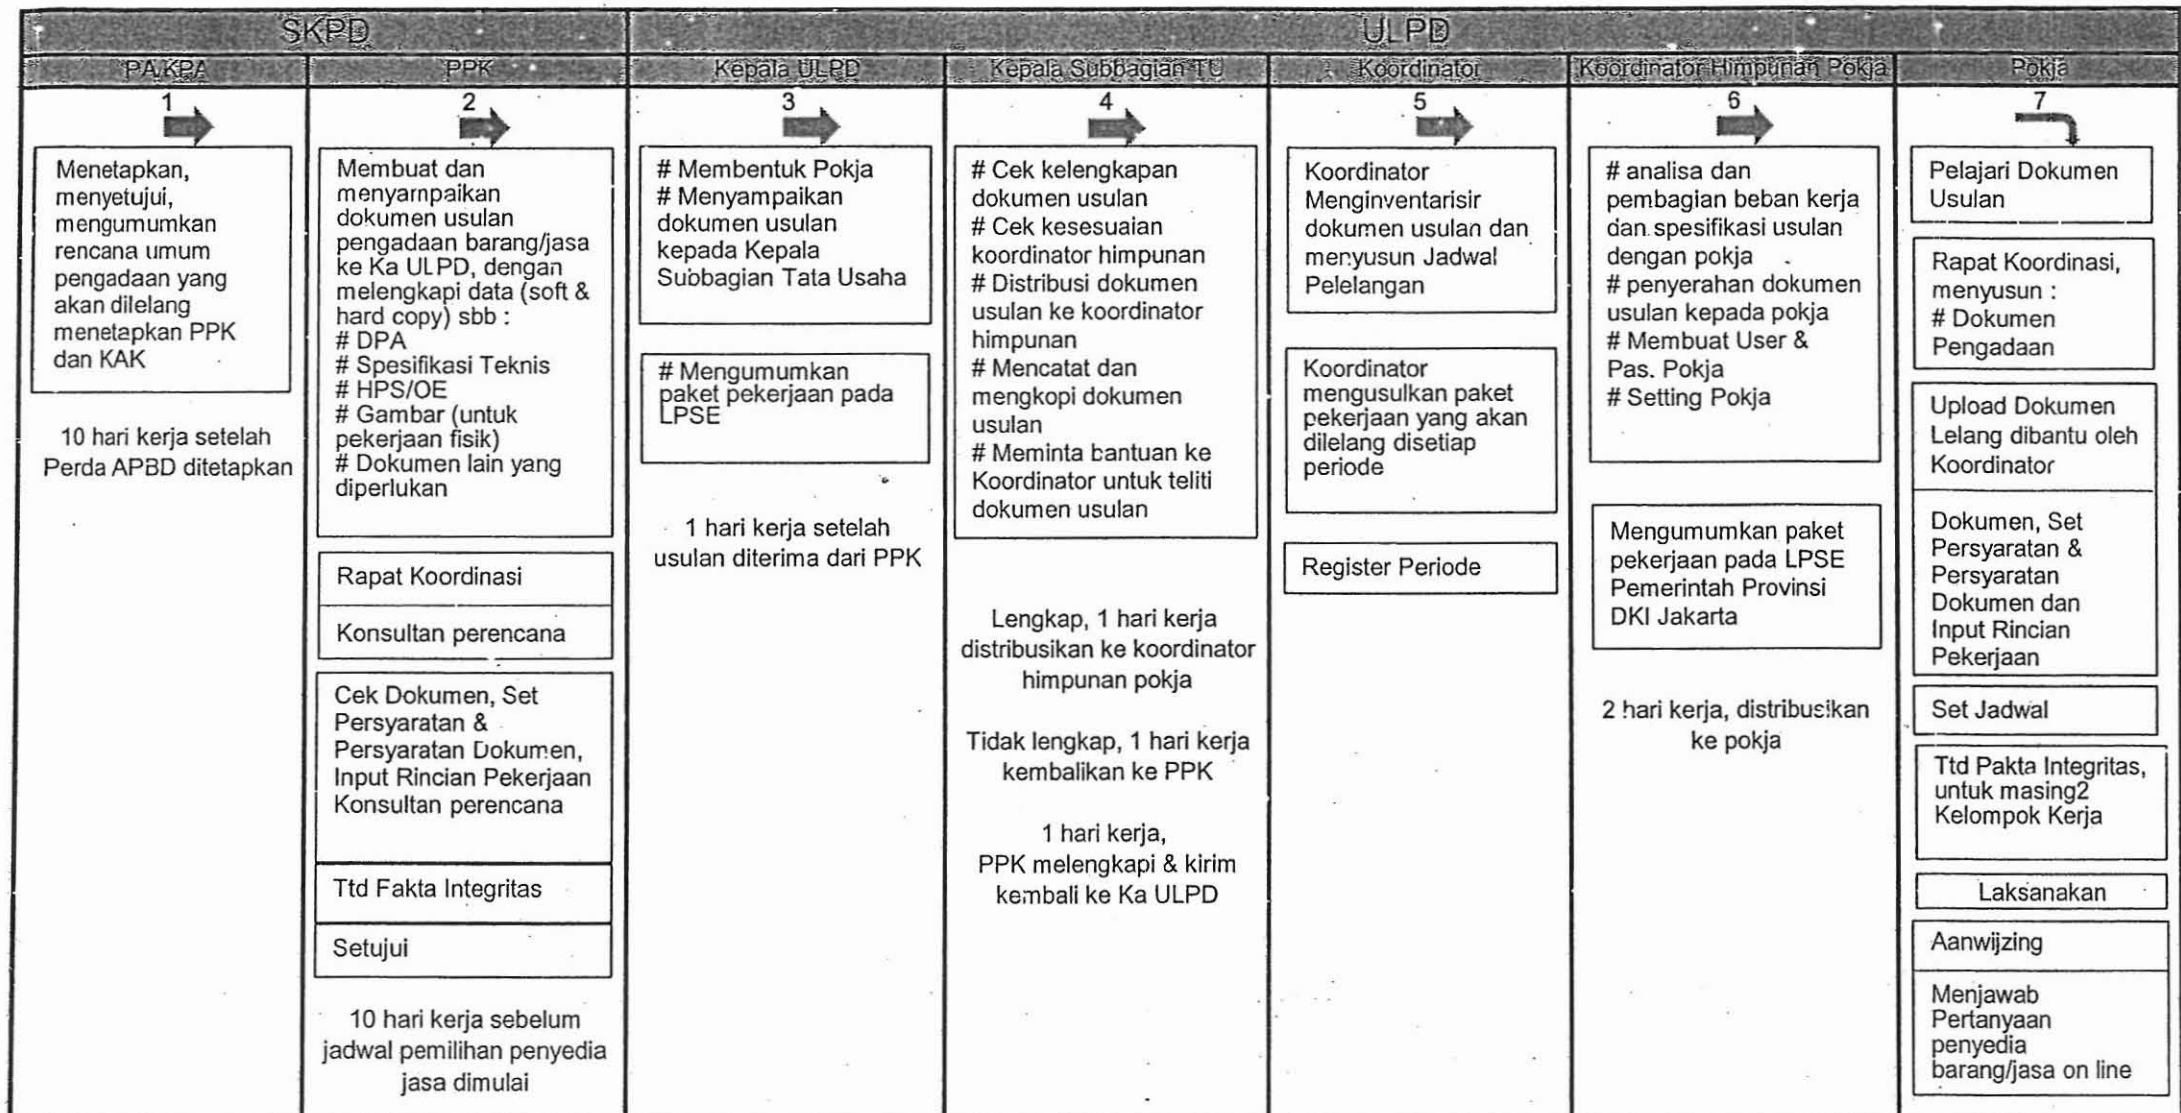 SKPD
ULPD
PA/KPA
PPK
Kepala ULPD
Kepala Subbagian TU
Koordinator
Koordinator Himpunan Pokja
Pokja
1
Menetapkan,
menyetujui,
mengumumkan
rencana umum
pengadaan yang
akan dilelang
menetapkan PPK
dan KAK
10 hari kerja setelah
Perda APBD ditetapkan
2
Membuat dan
menyampaikan
dokumen usulan
pengadaan barang/jasa
ke Ka ULPD, dengan
melengkapi data (soft &
hard copy) sbb :
# DPA
# Spesifikasi Teknis
# HPS/OE
# Gambar (untuk
pekerjaan fisik)
# Dokumen lain yang
diperlukan
Rapat Koordinasi
Konsultan perencana
Cek Dokumen, Set
Persyaratan &
Persyaratan Dokumen,
Input Rincian Pekerjaan
Konsultan perencana
Ttd Fakta Integritas
Setujui
10 hari kerja sebelum
jadwal pemilihan penyedia
jasa dimulai
3
# Membentuk Pokja
# Menyampaikan
dokumen usulan
kepada Kepala
Subbagian Tata Usaha
# Mengumumkan
paket pekerjaan pada
LPSE
1 hari kerja setelah
usulan diterima dari PPK
4
# Cek kelengkapan
dokumen usulan
# Cek kesesuaian
koordinator himpunan
# Distribusi dokumen
usulan ke koordinator
himpunan
# Mencatat dan
mengkopi dokumen
usulan
# Meminta bantuan ke
Koordinator untuk teliti
dokumen usulan
Lengkap, 1 hari kerja
distribusikan ke koordinator
himpunan pokja
Tidak lengkap, 1 hari kerja
kembalikan ke PPK
1 hari kerja,
PPK melengkapi & kirim
kembali ke Ka ULPD
5
Koordinator
Menginventarisir
dokumen usulan dan
menyusun Jadwal
Pelelangan
Koordinator
mengusulkan paket
pekerjaan yang akan
dilelang disetiap
periode
Register Periode
6
# analisa dan
pembagian beban kerja
dan spesifikasi usulan
dengan pokja
# penyerahan dokumen
usulan kepada pokja
# Membuat User &
Pas. Pokja
# Setting Pokja
Mengumumkan paket
pekerjaan pada LPSE
Pemerintah Provinsi
DKI Jakarta
2 hari kerja, distribusikan
ke pokja
7
Pelajari Dokumen
Usulan
Rapat Koordinasi,
menyusun :
# Dokumen
Pengadaan
Upload Dokumen
Lelang dibantu oleh
Koordinator
Dokumen, Set
Persyaratan &
Persyaratan
Dokumen dan
Input Rincian
Pekerjaan
Set Jadwal
Ttd Pakta Integritas,
untuk masing2
Kelompok Kerja
Laksanakan
Aanwijzing
Menjawab
Pertanyaan
penyedia
barang/jasa on line